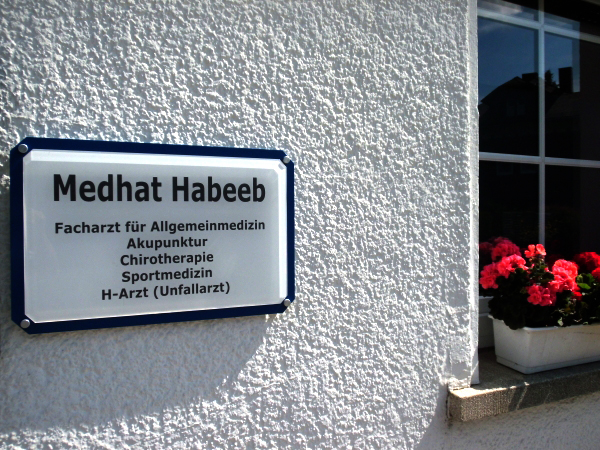 Medhat Habeeb
Facharzt für Allgemeinmedizin
Akupunktur
Chirotherapie
Sportmedizin
H-Arzt (Unfallarzt)